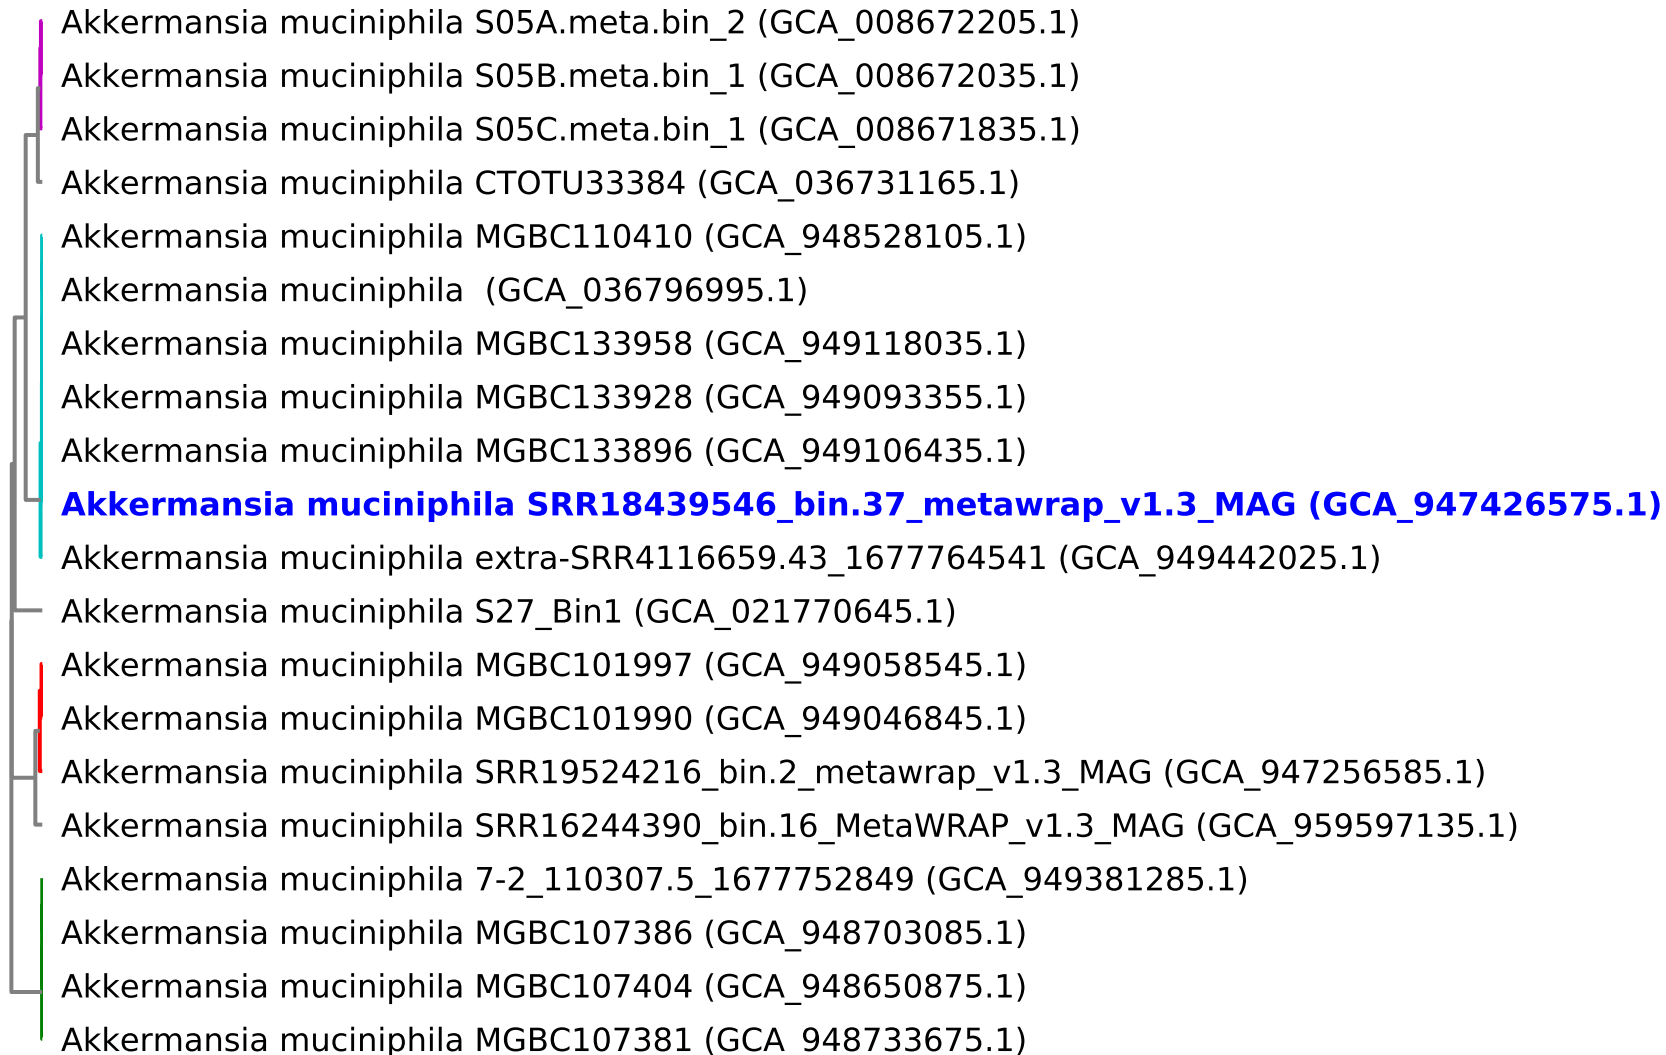 Akkermansia muciniphila S05A.meta.bin_2 (GCA_008672205.1)
Akkermansia muciniphila S05B.meta.bin_1 (GCA_008672035.1)
Akkermansia muciniphila S05C.meta.bin_1 (GCA_008671835.1)
Akkermansia muciniphila CTOTU33384 (GCA_036731165.1)
Akkermansia muciniphila MGBC110410 (GCA_948528105.1)
Akkermansia muciniphila  (GCA_036796995.1)
Akkermansia muciniphila MGBC133958 (GCA_949118035.1)
Akkermansia muciniphila MGBC133928 (GCA_949093355.1)
Akkermansia muciniphila MGBC133896 (GCA_949106435.1)
Akkermansia muciniphila SRR18439546_bin.37_metawrap_v1.3_MAG (GCA_947426575.1)
Akkermansia muciniphila extra-SRR4116659.43_1677764541 (GCA_949442025.1)
Akkermansia muciniphila S27_Bin1 (GCA_021770645.1)
Akkermansia muciniphila MGBC101997 (GCA_949058545.1)
Akkermansia muciniphila MGBC101990 (GCA_949046845.1)
Akkermansia muciniphila SRR19524216_bin.2_metawrap_v1.3_MAG (GCA_947256585.1)
Akkermansia muciniphila SRR16244390_bin.16_MetaWRAP_v1.3_MAG (GCA_959597135.1)
Akkermansia muciniphila 7-2_110307.5_1677752849 (GCA_949381285.1)
Akkermansia muciniphila MGBC107386 (GCA_948703085.1)
Akkermansia muciniphila MGBC107404 (GCA_948650875.1)
Akkermansia muciniphila MGBC107381 (GCA_948733675.1)